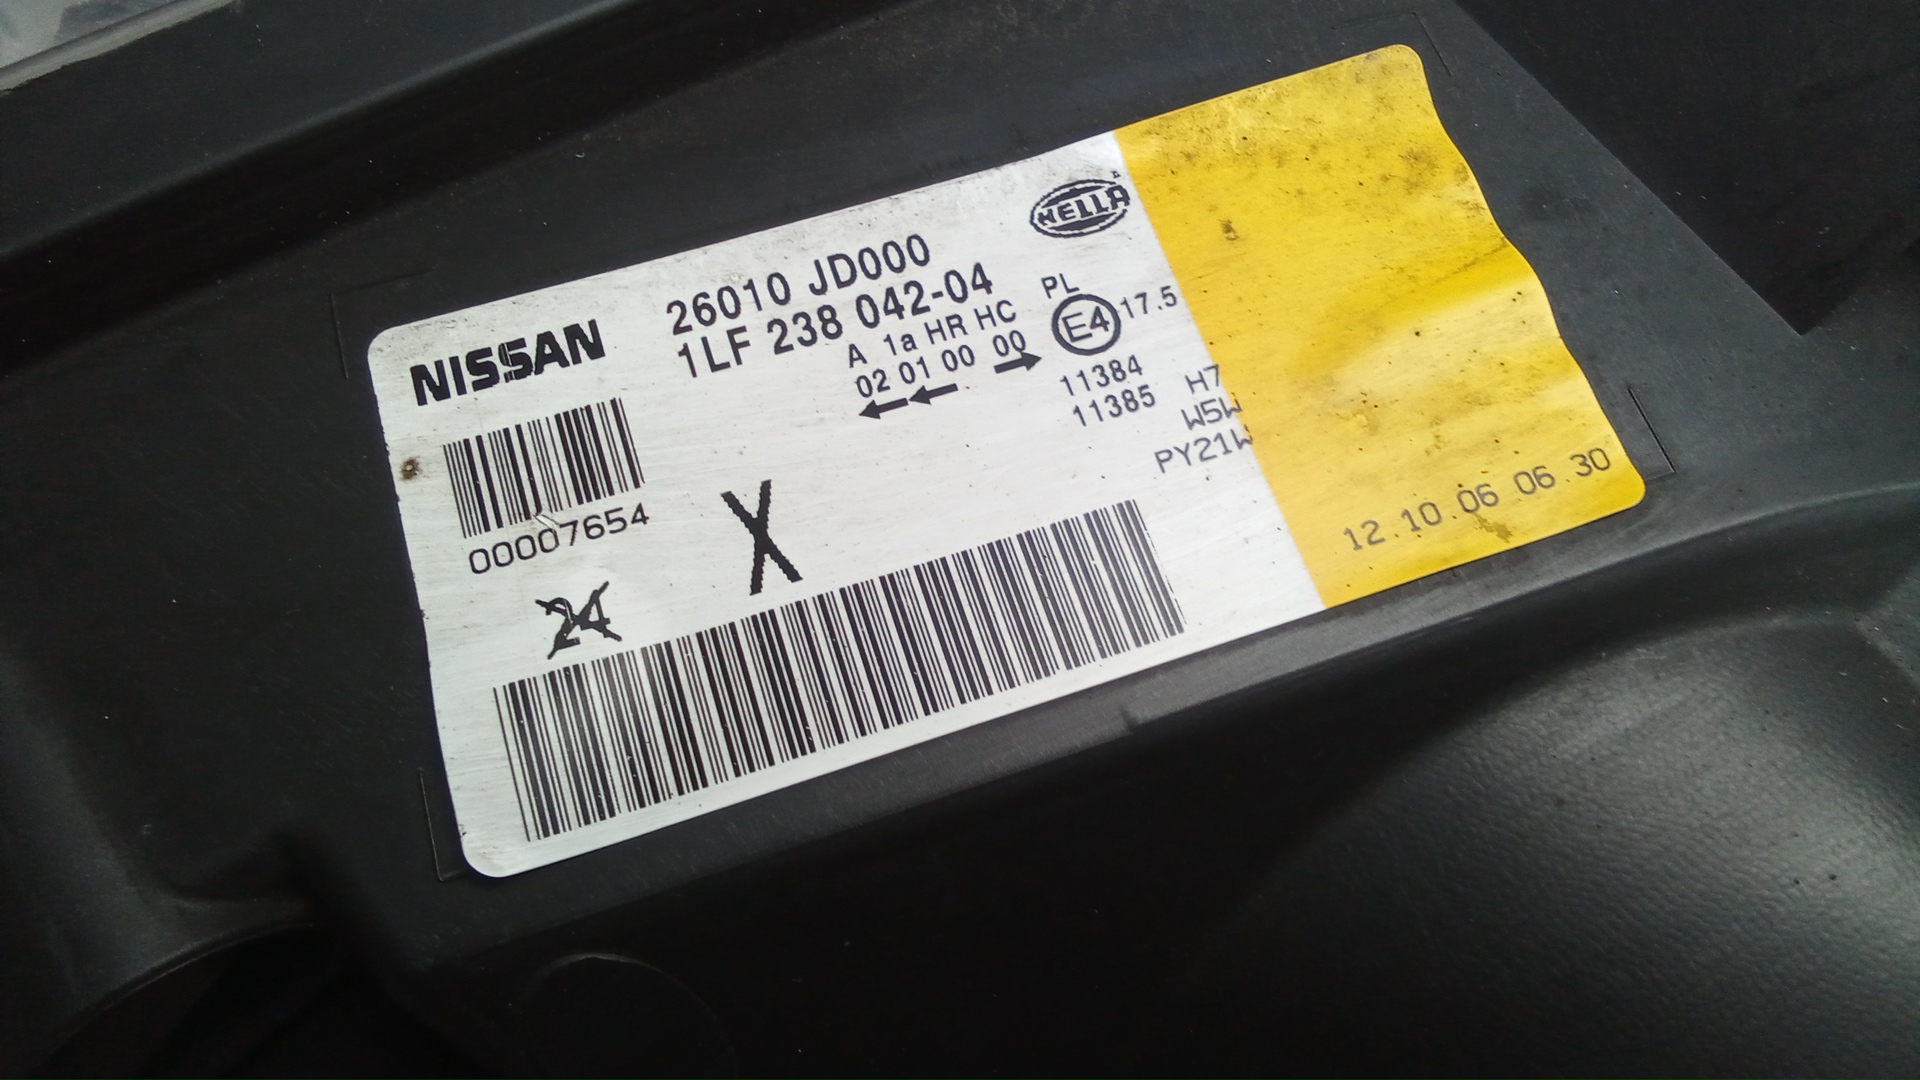 HELLA
NISSAN
26010 JD000
1LF 238 042-04
A 1a HR HC
02 01 00 00
PL
E4 17.5
11384
11385
H7
W5W
PY21W
00007654
24
X
12.10.06 06.30